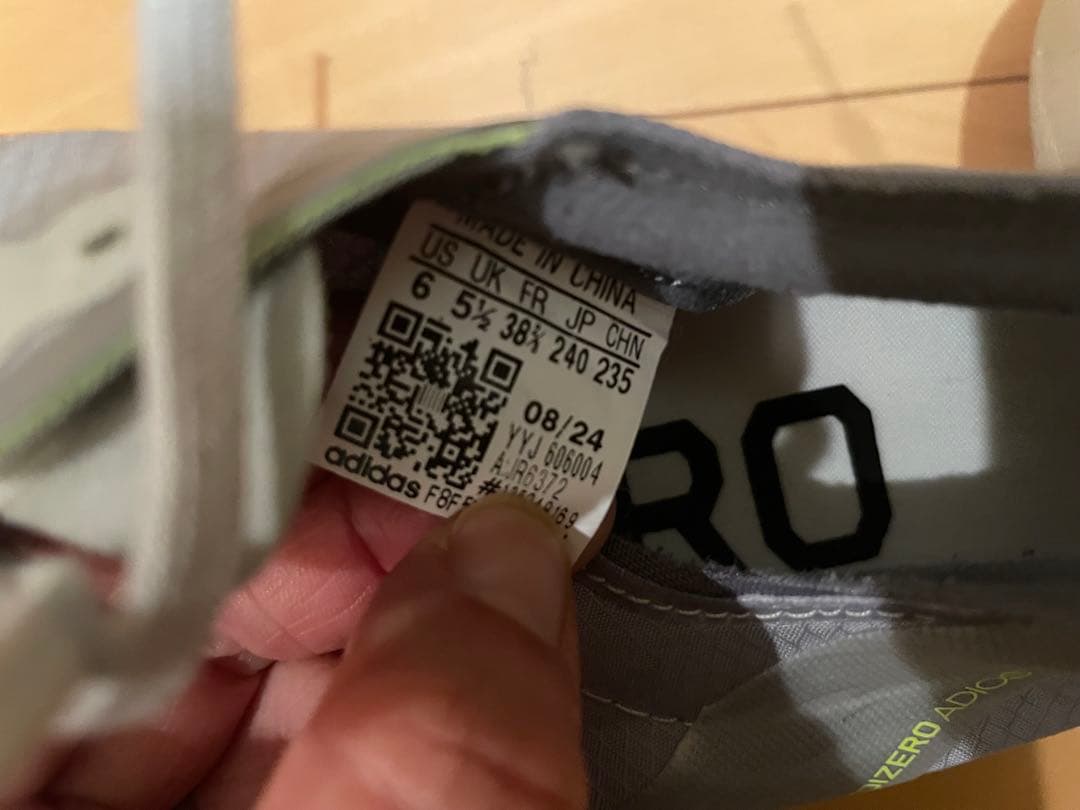 MADE IN CHINA
US UK FR JP CHN
6 5½ 38⅔ 240 235
08/24
YYJ 606004
adidas
RO
DIZERO ADIOS